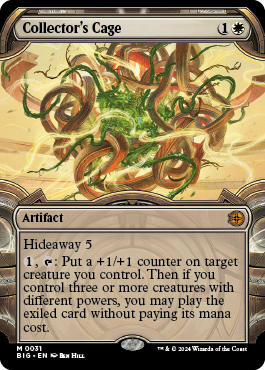 Collector's Cage 1
Artifact
Hideaway 5
1, : Put a +1/+1 counter on target
creature you control. Then if you
control three or more creatures with
different powers, you may play the
exiled card without paying its mana
cost.
M 0031
BIG • EN Ben Hill
™ & © 2024 Wizards of the Coast